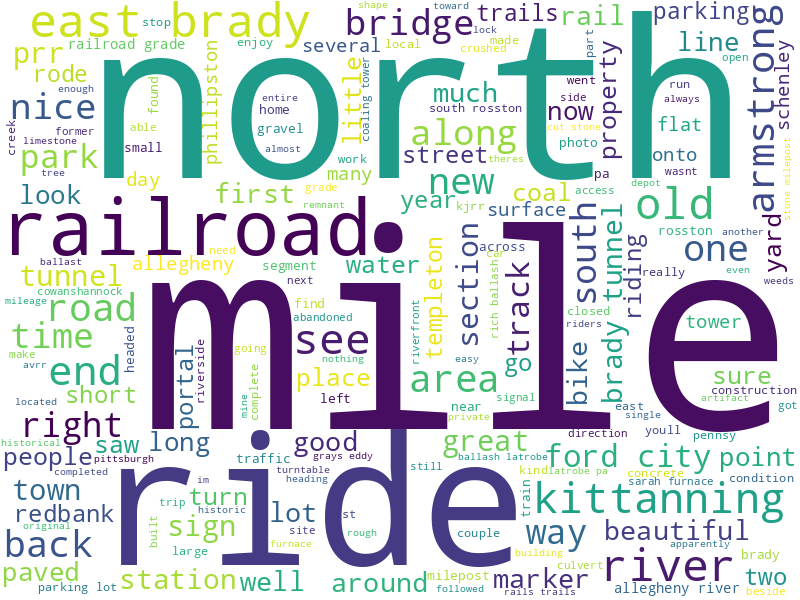 shape
toward
east brady
bridge
trails
parking
stop
lock
rail
railroad grade
enjoy
several
local
made
line
armstrong
crushed
part
open
prr
north
rode
found
phillipston
entire
little
coaling tower
much
went
now
property
run
schenley
nice
home
south rosston
side
always
enough
creek
former
able
gravel
along
cut stone
flat
limestone
small
almost
street
theres
photo
onto
park
tree
work
new
pa
wasnt
stone milepost
day
many
coal
access
depot
look
first
grade
year
kjrr
surface
old
remnant
railroad
south
brady tunnel
rosston
another
yard
need
section
across
riding
one
ballast
allegheny
segment
water
templeton
car
really
even
tunnel
cowanshannock
next
track
weeds
mileage
road
find
riverfront
rich ballasha
closed
abandoned
mile
time
headed
see
signal
riders
tower
make
portal
riverside
going
nothing
easy
go
bike
avrr
end
place
area
sure
construction
located
short
mine
complete
left
near
east
single
artifact
right
private
youll
got
historical
saw
long
good
great
direction
pennsy
people
pittsburgh
traffic
grays eddy
ford city
point
completed
turntable
still
ballash latrobe
town
im
heading
kind
latrobe pa
concrete
condition
ride
trip
turn
train
sarah furnace
redbank
historic
lot
st
kittanning
original
built
sign
site
rough
couple
back
large
furnace
way
beautiful
building
apparently
paved
station
well
around
milepost
marker
culvert
river
brady
two
parking lot
followed
rails trails
allegheny river
beside